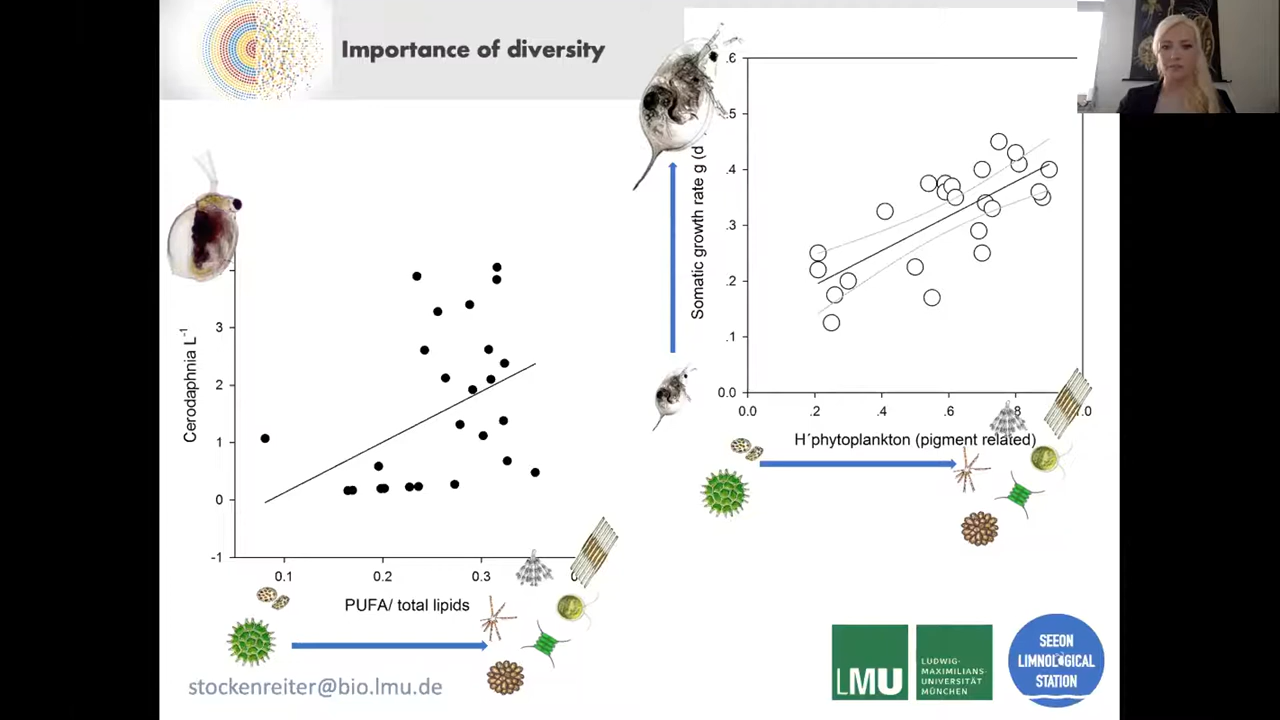 Importance of diversity
Cerodaphnia L-1
3
2
1
0
-1
0.1
0.2
0.3
PUFA/ total lipids
Somatic growth rate g (d
.6
.5
.4
.3
.2
.1
0.0
0.0
.2
.4
.6
.8
H´phytoplankton (pigment related)
stockenreiter@bio.lmu.de
LMU
LUDWIG-
MAXIMILIANS-
UNIVERSITÄT
MÜNCHEN
SEEON
LIMNOLOGICAL
STATION